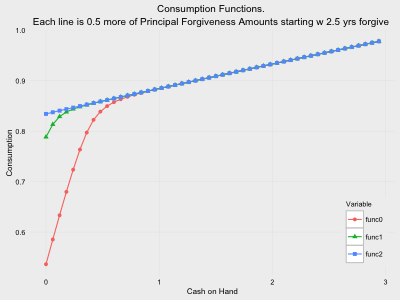 Consumption Functions.
Each line is 0.5 more of Principal Forgiveness Amounts starting w 2.5 yrs forgive
1.0
0.9
0.8
0.7
0.6
Consumption
0
1
2
3
Cash on Hand
Variable
func0
func1
func2